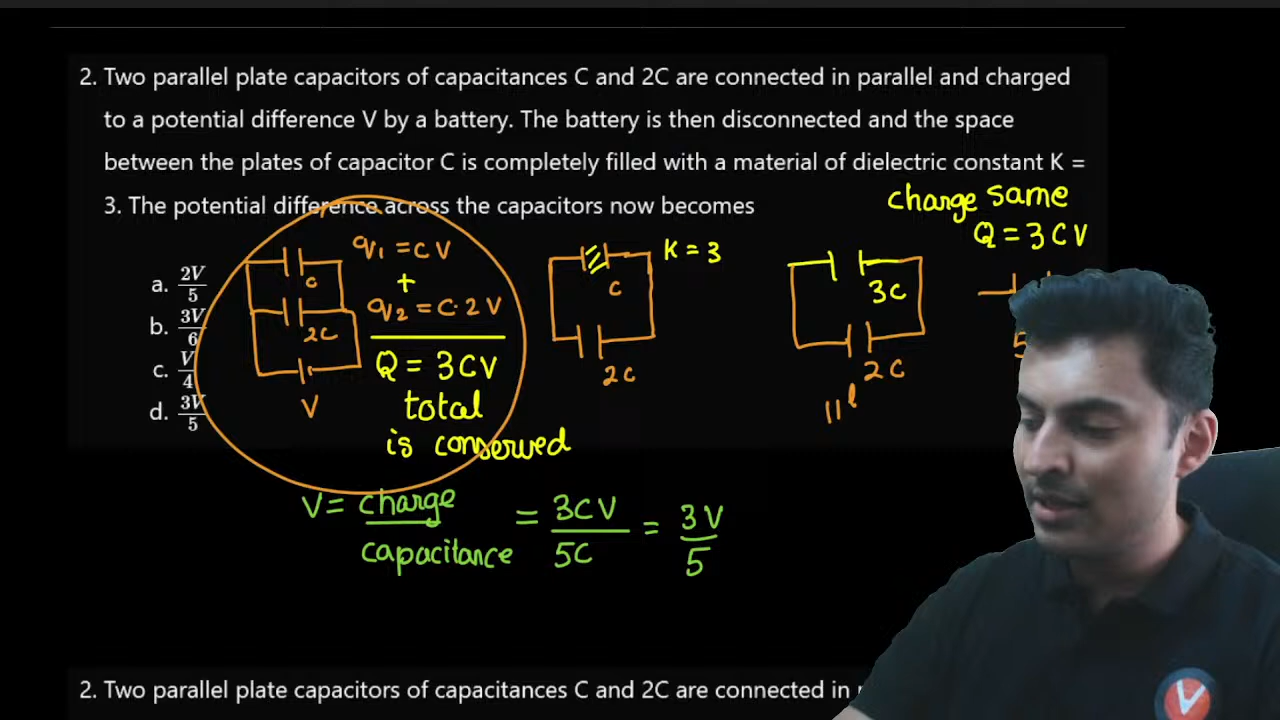 2. Two parallel plate capacitors of capacitances C and 2C are connected in parallel and charged
to a potential difference V by a battery. The battery is then disconnected and the space
between the plates of capacitor C is completely filled with a material of dielectric constant K =
3. The potential difference across the capacitors now becomes
charge same
Q = 3CV
a. 2V/5
b. 3V/6
c. V/4
d. 3V/5
C
2C
V
q₁ = CV
+
q₂ = C·2V
Q = 3CV
total
is conserved
K = 3
C
2C
3C
2C
11ˡ
5
V = charge/capacitance = 3CV/5C = 3V/5
2. Two parallel plate capacitors of capacitances C and 2C are connected in
V